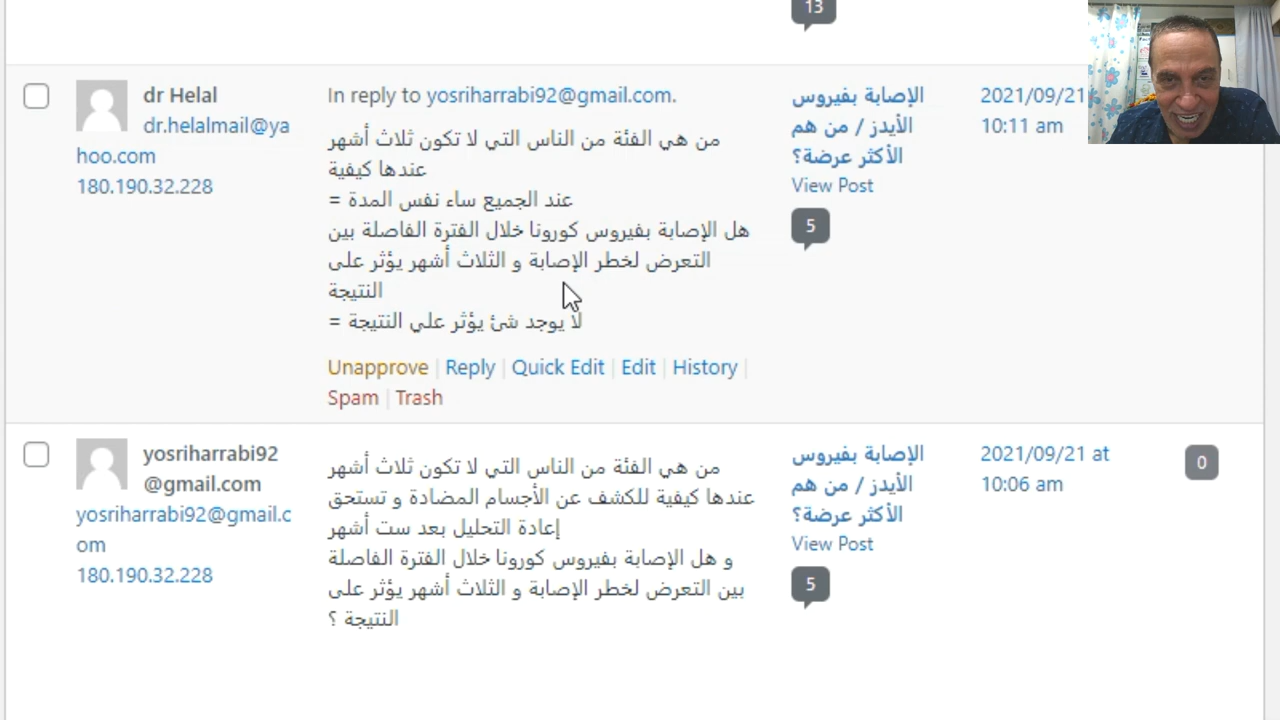 13
dr Helal
dr.helalmail@ya
hoo.com
180.190.32.228
In reply to yosriharrabi92@gmail.com.
من هي الفئة من الناس التي لا تكون ثلاث أشهر
عندها كيفية
عند الجميع ساء نفس المدة =
هل الإصابة بفيروس كورونا خلال الفترة الفاصلة بين
التعرض لخطر الإصابة و الثلاث أشهر يؤثر على
النتيجة
لا يوجد شئ يؤثر علي النتيجة =
Unapprove | Reply | Quick Edit | Edit | History |
Spam | Trash
الإصابة بفيروس
الأيدز / من هم
الأكثر عرضة؟
View Post
5
2021/09/21
10:11 am
yosriharrabi92
@gmail.com
yosriharrabi92@gmail.c
om
180.190.32.228
من هي الفئة من الناس التي لا تكون ثلاث أشهر
عندها كيفية للكشف عن الأجسام المضادة و تستحق
إعادة التحليل بعد ست أشهر
و هل الإصابة بفيروس كورونا خلال الفترة الفاصلة
بين التعرض لخطر الإصابة و الثلاث أشهر يؤثر على
النتيجة ؟
الإصابة بفيروس
الأيدز / من هم
الأكثر عرضة؟
View Post
5
2021/09/21 at
10:06 am
0